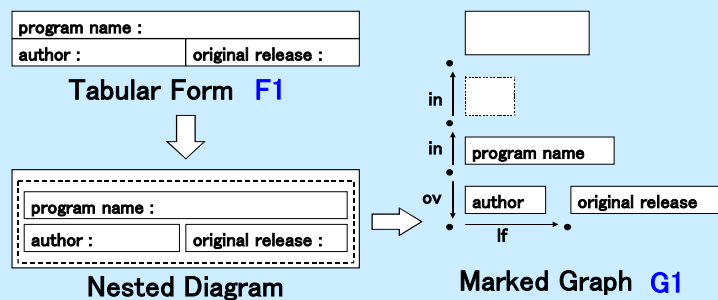 program name :
author : original release :
Tabular Form F1
program name :
author : original release :
Nested Diagram
in
in
program name
ov
author original release
lf
Marked Graph G1